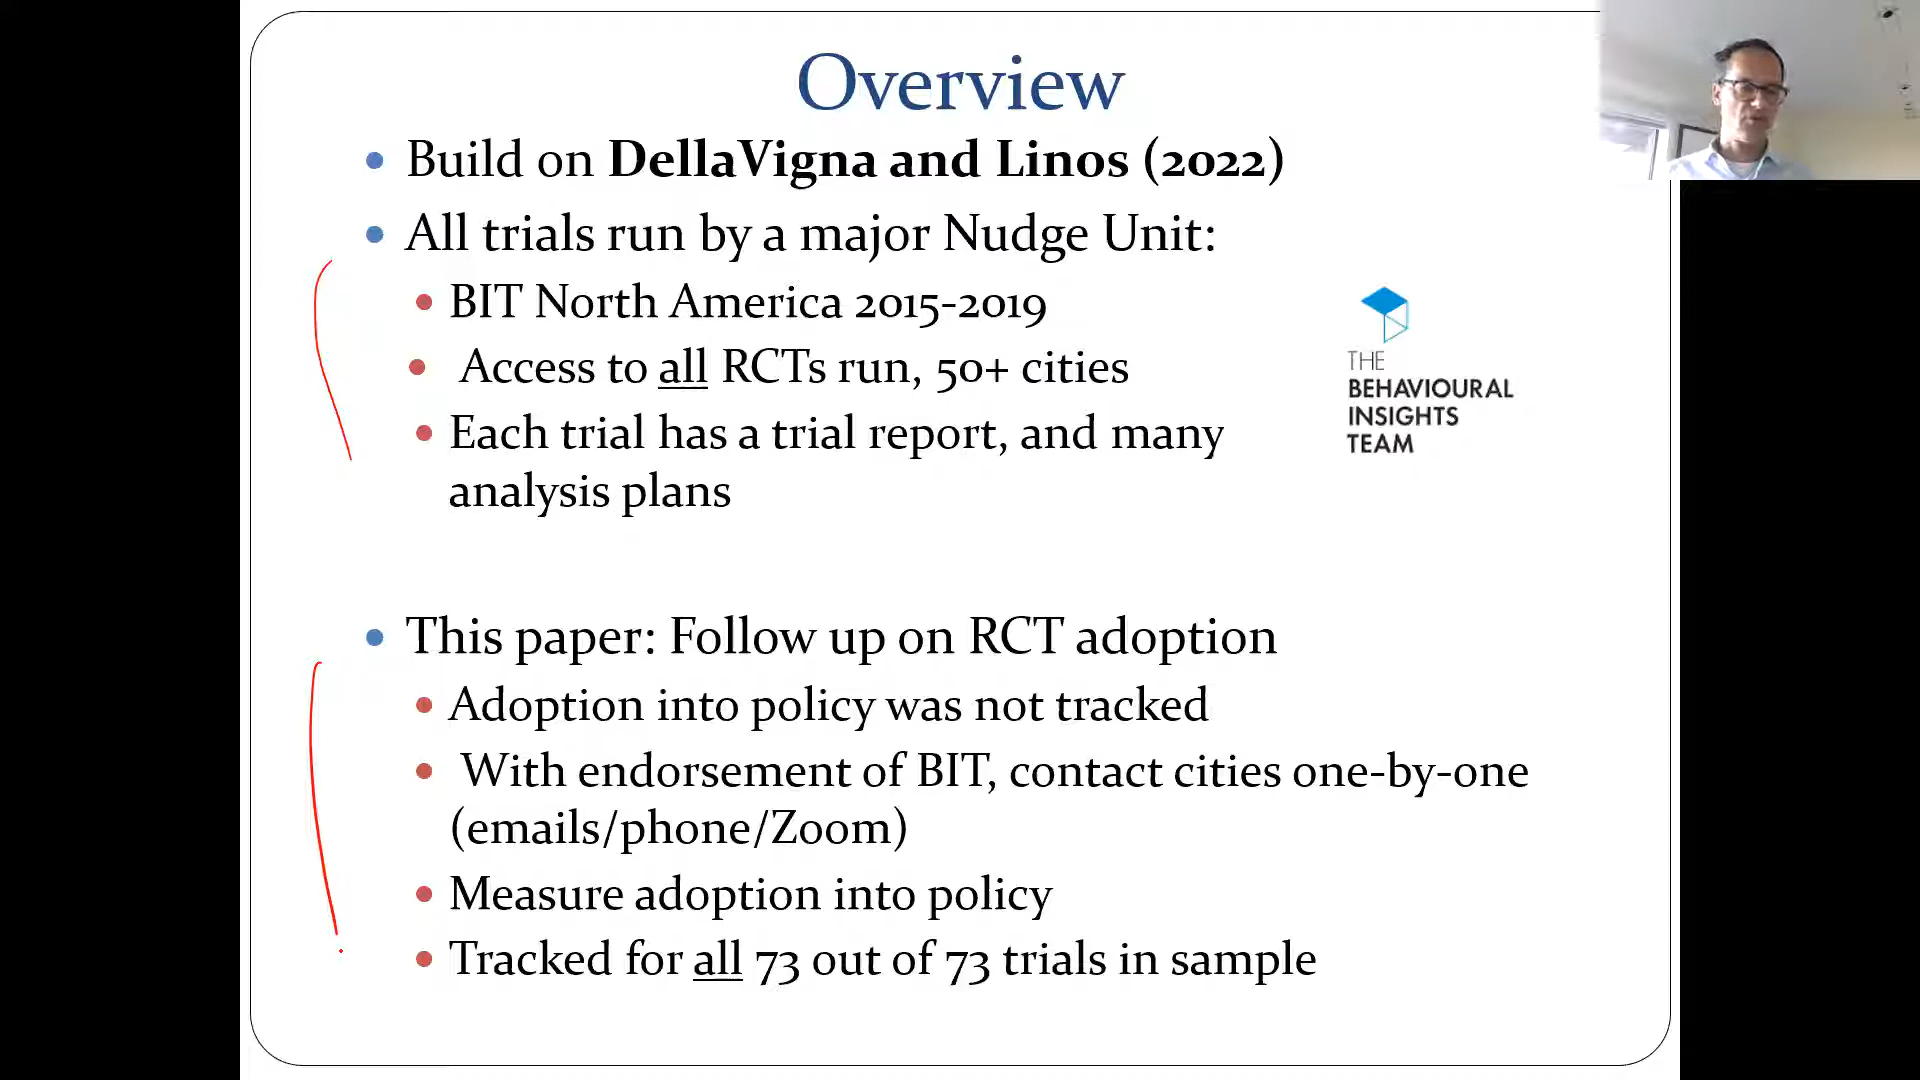 Overview
Build on DellaVigna and Linos (2022)
All trials run by a major Nudge Unit:
BIT North America 2015-2019
Access to all RCTs run, 50+ cities
Each trial has a trial report, and many
analysis plans
THE
BEHAVIOURAL
INSIGHTS
TEAM
This paper: Follow up on RCT adoption
Adoption into policy was not tracked
With endorsement of BIT, contact cities one-by-one
(emails/phone/Zoom)
Measure adoption into policy
Tracked for all 73 out of 73 trials in sample